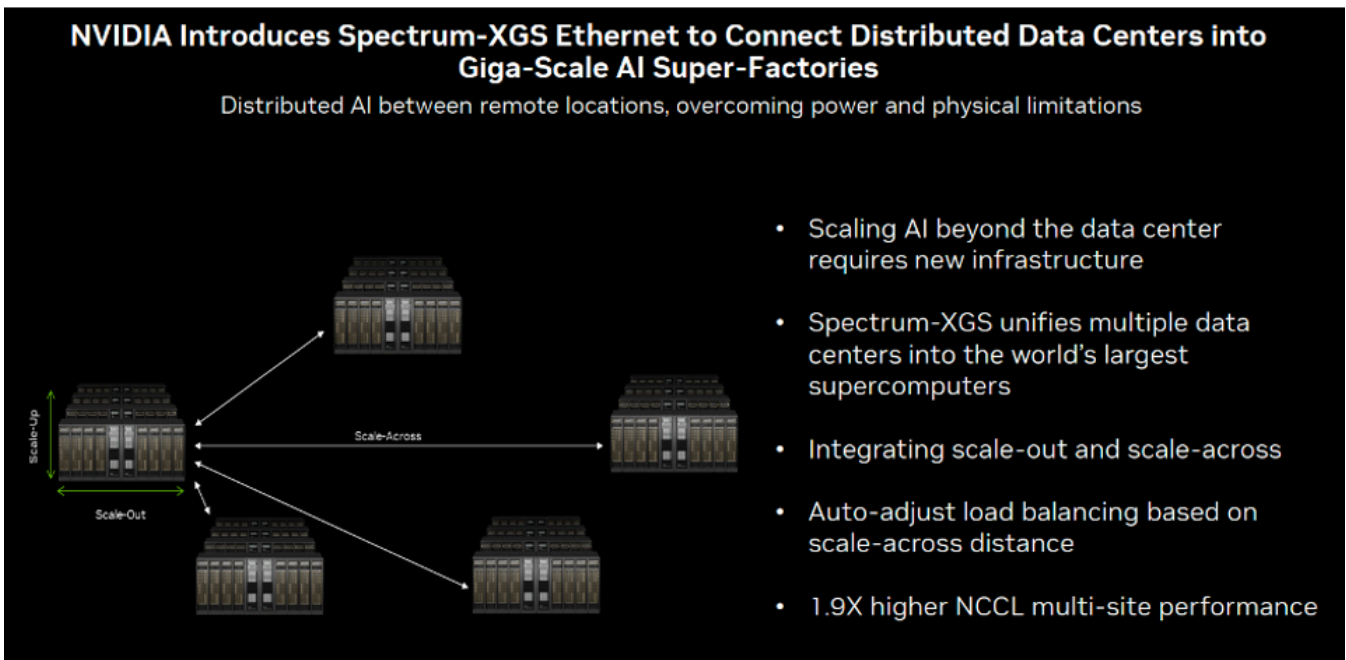 NVIDIA Introduces Spectrum-XGS Ethernet to Connect Distributed Data Centers into
Giga-Scale AI Super-Factories
Distributed AI between remote locations, overcoming power and physical limitations
Scale-Up
Scale-Out
Scale-Across
• Scaling AI beyond the data center
requires new infrastructure
• Spectrum-XGS unifies multiple data
centers into the world's largest
supercomputers
• Integrating scale-out and scale-across
• Auto-adjust load balancing based on
scale-across distance
• 1.9X higher NCCL multi-site performance